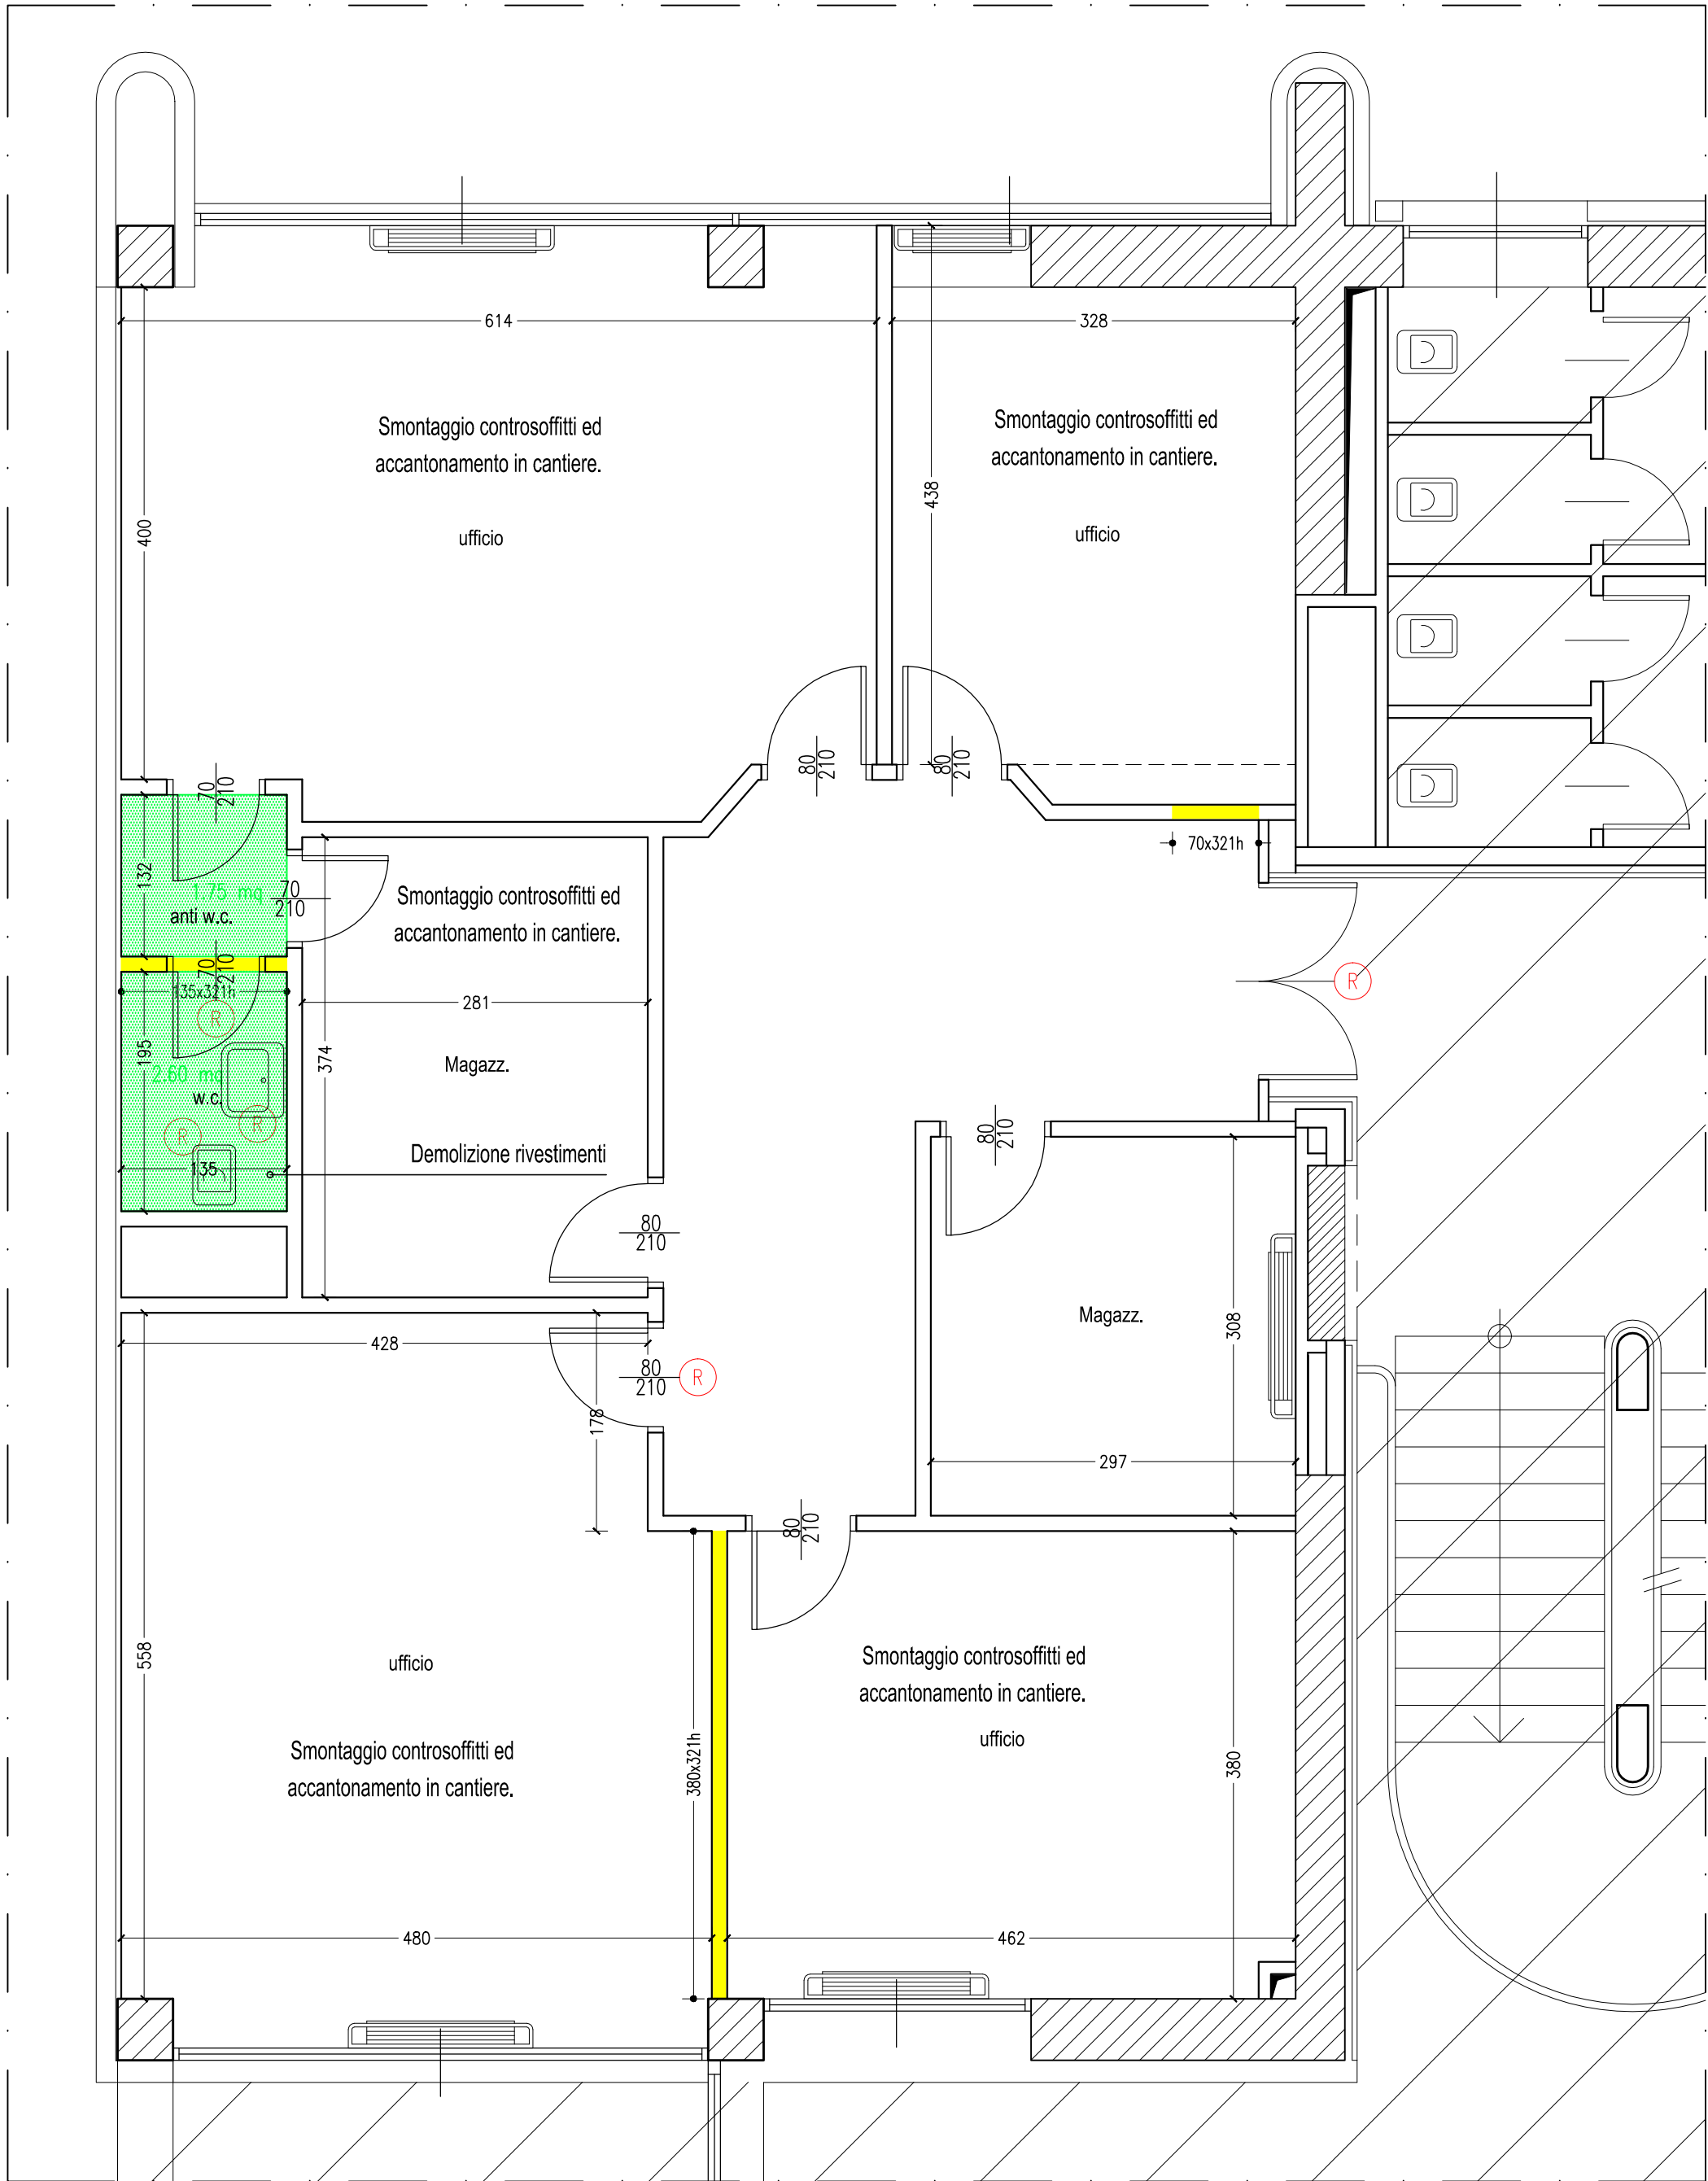 614
328
Smontaggio controsoffitti ed
accantonamento in cantiere.
ufficio
Smontaggio controsoffitti ed
accantonamento in cantiere.
ufficio
400
438
80
210
80
210
70
210
70x321h
132
1.75 mq
anti w.c.
70
210
Smontaggio controsoffitti ed
accantonamento in cantiere.
70
210
135x321h
R
281
374
Magazz.
R
195
2.60 mq
w.c.
R
R
135
Demolizione rivestimenti
80
210
80
210
Magazz.
308
428
80
210
R
178
297
80
210
558
ufficio
Smontaggio controsoffitti ed
accantonamento in cantiere.
380x321h
Smontaggio controsoffitti ed
accantonamento in cantiere.
ufficio
380
480
462